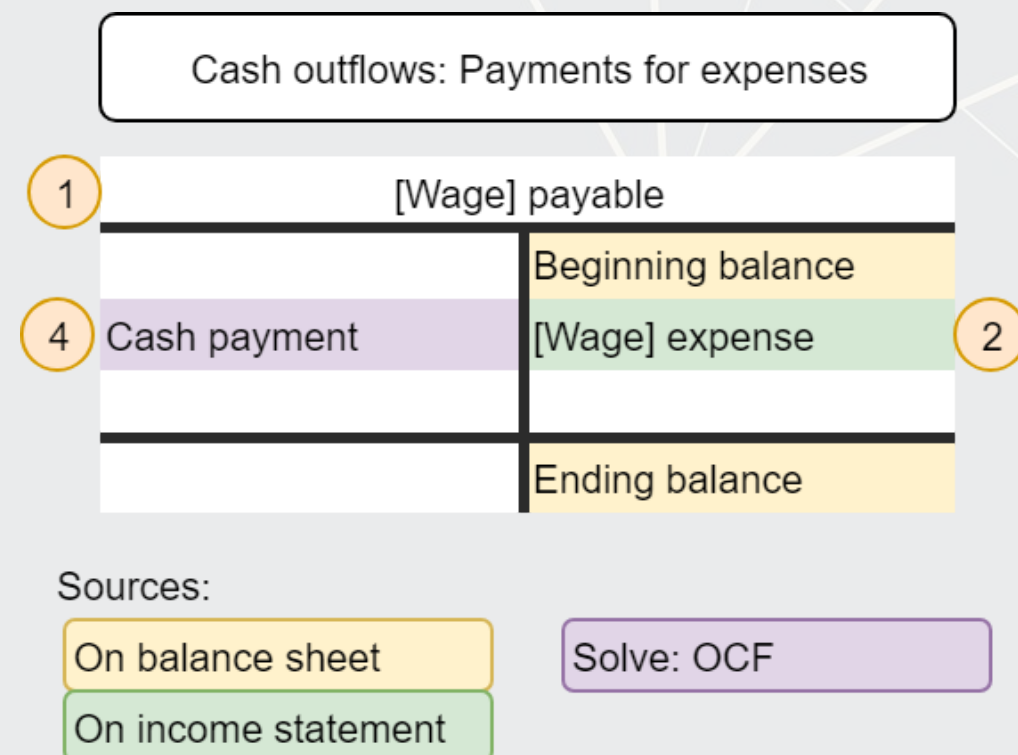 Cash outflows: Payments for expenses
1
[Wage] payable
Beginning balance
4 Cash payment [Wage] expense 2
Ending balance
Sources:
On balance sheet Solve: OCF
On income statement